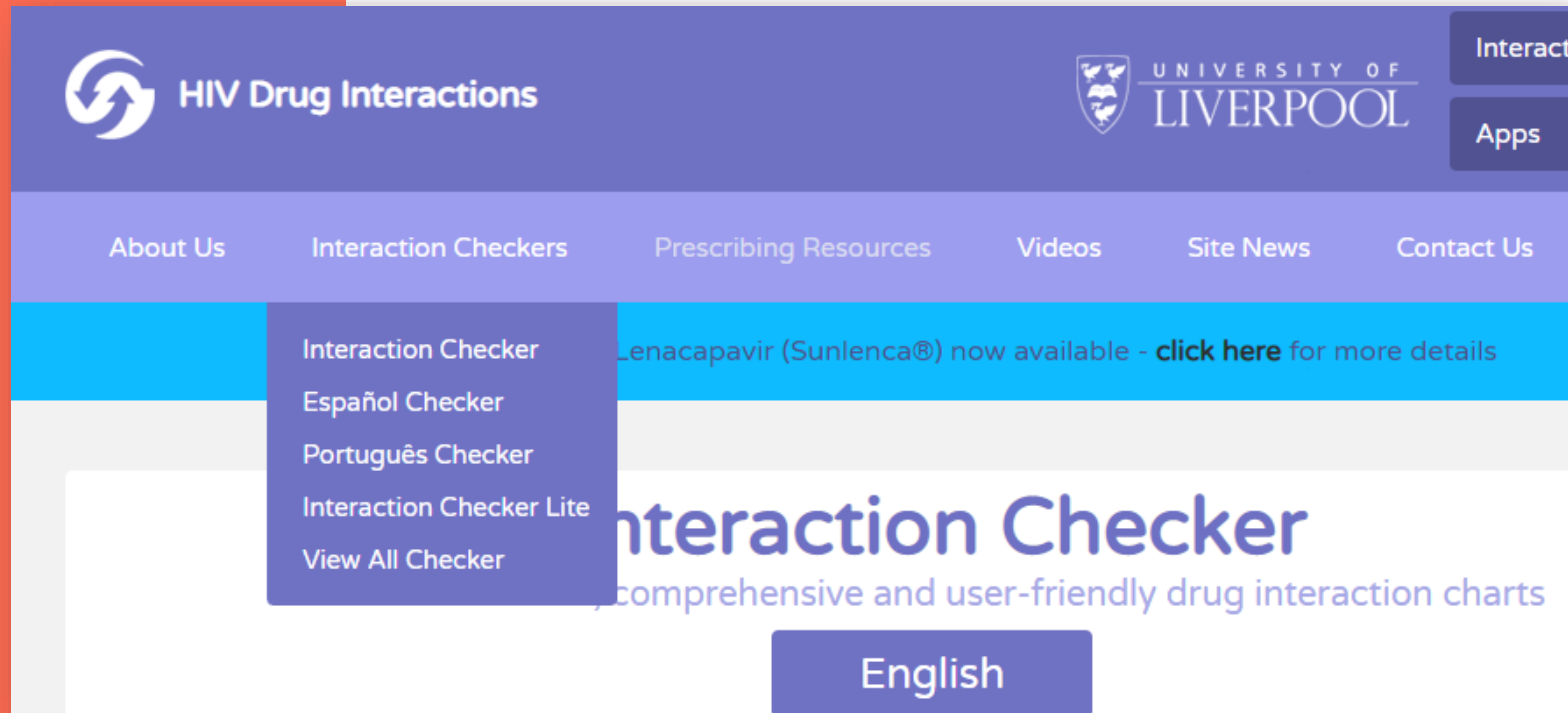 HIV Drug Interactions
UNIVERSITY OF
LIVERPOOL
Apps
About Us Interaction Checkers Prescribing Resources Videos Site News Contact Us
Lenacapavir (Sunlenca®) now available - click here for more details
Interaction Checker
Español Checker
Português Checker
Interaction Checker Lite
View All Checker
Checker
comprehensive and user-friendly drug interaction charts
English